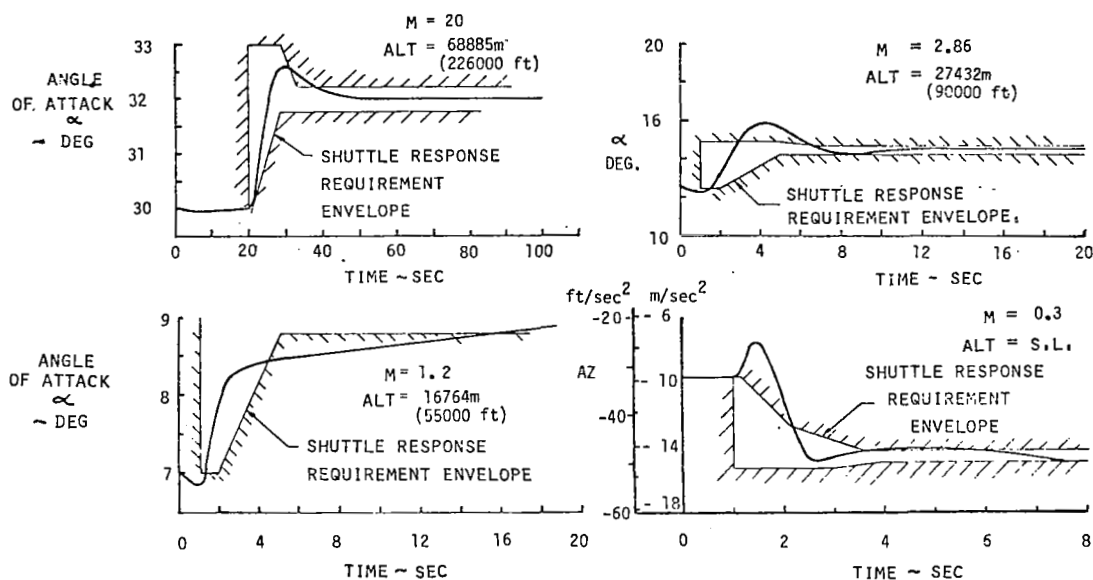 M = 20
ALT = 68885m
(226000 ft)
33
32
31
30
ANGLE
OF. ATTACK
α
~ DEG
SHUTTLE RESPONSE
REQUIREMENT
ENVELOPE
0 20 40 60 80 100
TIME ~ SEC
M = 2.86
ALT = 27432m
(90000 ft)
20
16
10
α
DEG.
SHUTTLE RESPONSE
REQUIREMENT ENVELOPE.
0 4 8 12 16 20
TIME ~ SEC
9
8
7
ANGLE
OF ATTACK
α
~ DEG
M = 1.2
ALT = 16764m
(55000 ft)
SHUTTLE RESPONSE
REQUIREMENT ENVELOPE
0 4 8 12 16 20
TIME ~ SEC
ft/sec² m/sec²
-20 - 6
- 10
-40
- 14
- 18
-60
AZ
M = 0.3
ALT = S.L.
SHUTTLE RESPONSE
REQUIREMENT
ENVELOPE
0 2 4 6 8
TIME ~ SEC